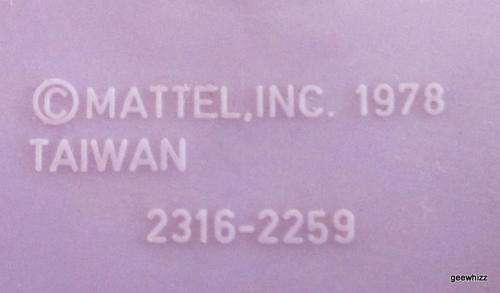 ©MATTEL,INC. 1978
TAIWAN
2316-2259
geewhizz